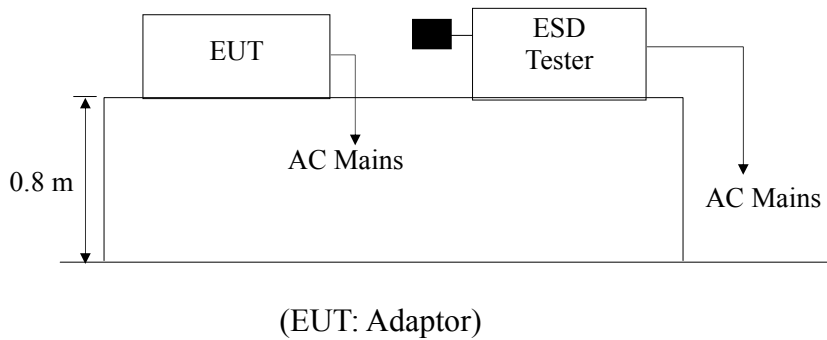 EUT
ESD
Tester
AC Mains
0.8 m
AC Mains
(EUT: Adaptor)